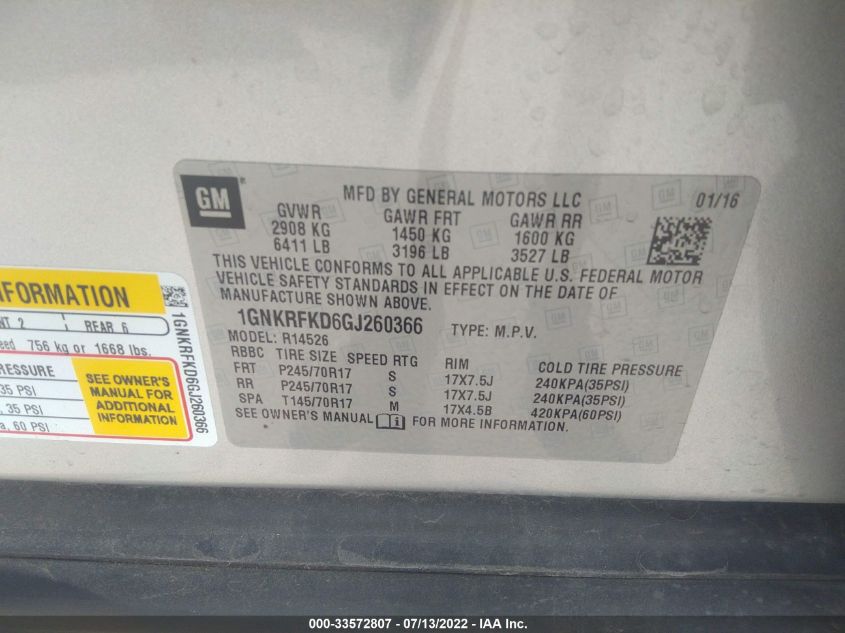 GM
MFD BY GENERAL MOTORS LLC 01/16
GVWR GAWR FRT GAWR RR
2908 KG 1450 KG 1600 KG
6411 LB 3196 LB 3527 LB
THIS VEHICLE CONFORMS TO ALL APPLICABLE U.S. FEDERAL MOTOR
VEHICLE SAFETY STANDARDS IN EFFECT ON THE DATE OF
MANUFACTURE SHOWN ABOVE.
1GNKRFKD6GJ260366 TYPE: M.P.V.
MODEL: R14526
RBBC TIRE SIZE SPEED RTG RIM COLD TIRE PRESSURE
FRT P245/70R17 S 17X7.5J 240KPA(35PSI)
RR P245/70R17 S 17X7.5J 240KPA(35PSI)
SPA T145/70R17 M 17X4.5B 420KPA(60PSI)
SEE OWNER'S MANUAL i FOR MORE INFORMATION.
FORMATION
2 REAR 6
756 kg or 1668 lbs.
PRESSURE
35 PSI
, 35 PSI
a, 60 PSI
SEE OWNER'S
MANUAL FOR
ADDITIONAL
INFORMATION
1GNKRFKD6GJ260366
000-33572807 - 07/13/2022 - IAA Inc.